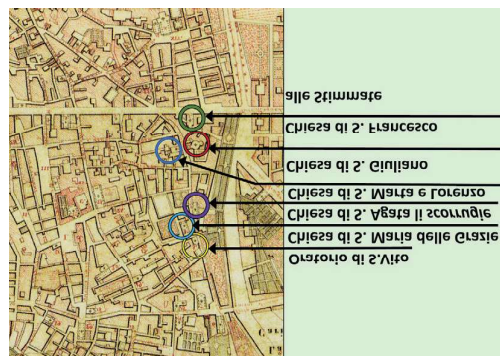 Oratorio di S.Vito
Chiesa di S. Maria delle Grazie
Chiesa di S. Agata li scorrugie
Chiesa di S. Marta e Lorenzo
Chiesa di S. Giuliano
Chiesa di S. Francesco
alle Stimmate